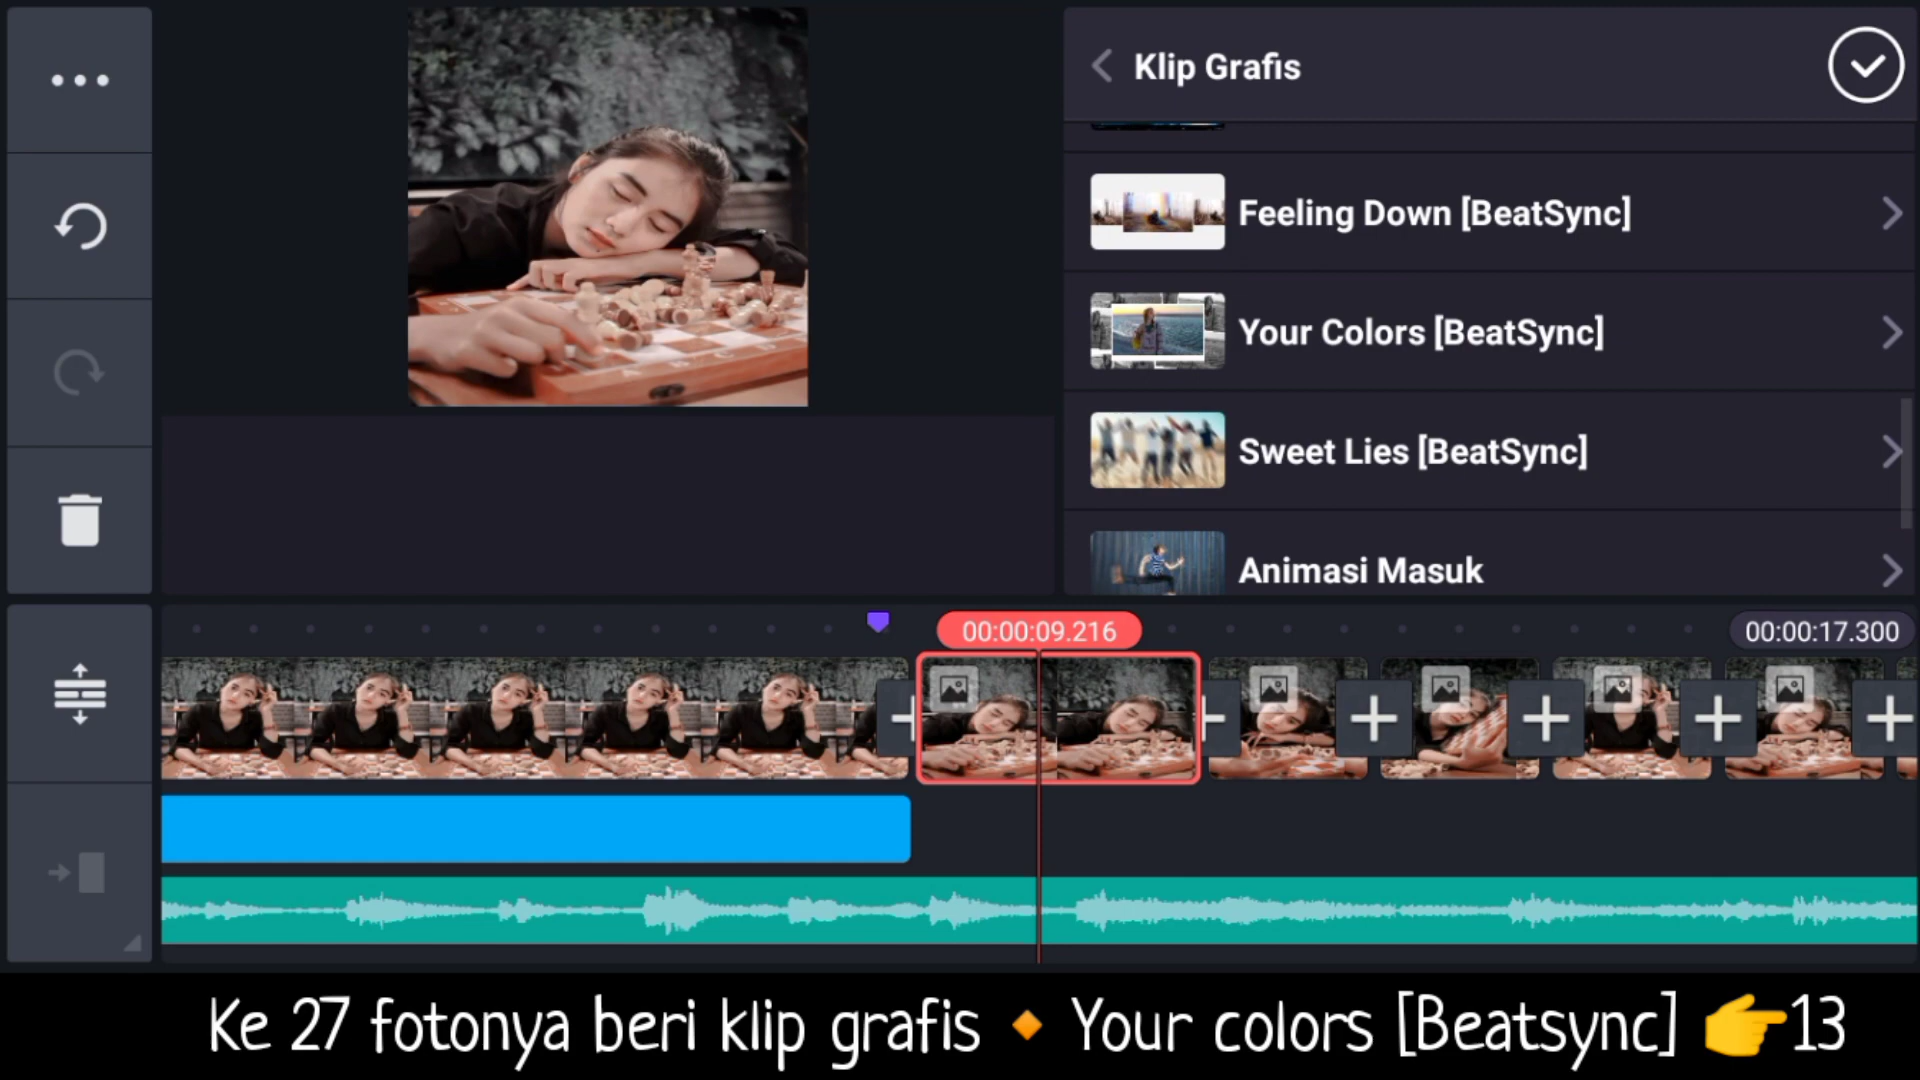 Klip Grafis
Feeling Down [BeatSync]
Your Colors [BeatSync]
Sweet Lies [BeatSync]
Animasi Masuk
00:00:09.216
00:00:17.300
Ke 27 fotonya beri klip grafis 🔸 Your colors [Beatsync] 👉13